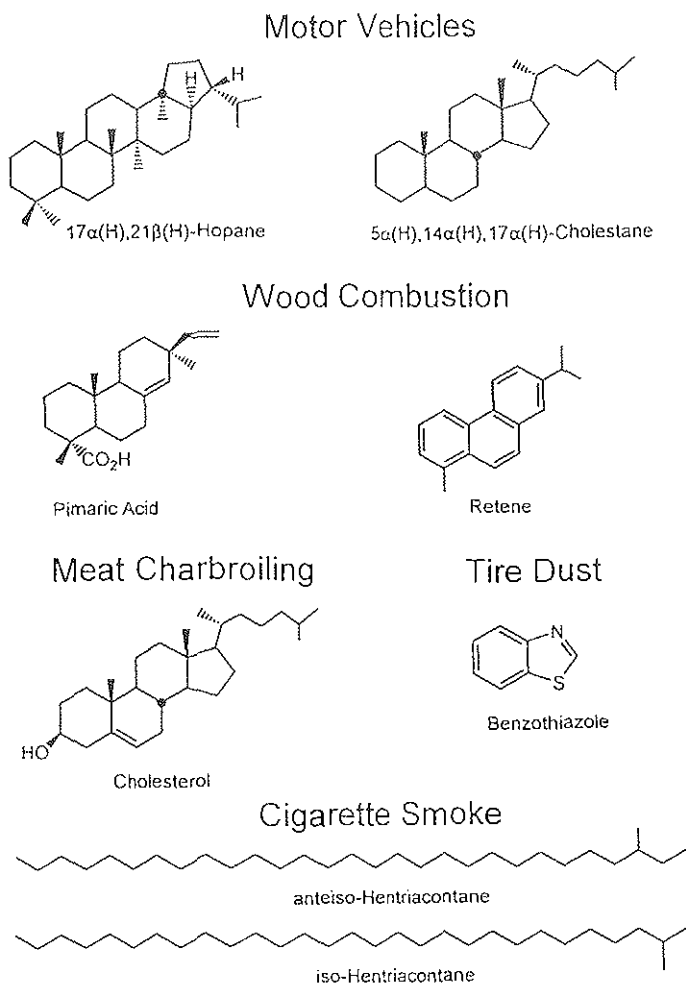 Motor Vehicles
H
H
17α(H),21β(H)-Hopane
5α(H),14α(H),17α(H)-Cholestane
Wood Combustion
CO₂H
Pimaric Acid
Retene
Meat Charbroiling
Tire Dust
N
S
Benzothiazole
HO
Cholesterol
Cigarette Smoke
anteiso-Hentriacontane
iso-Hentriacontane